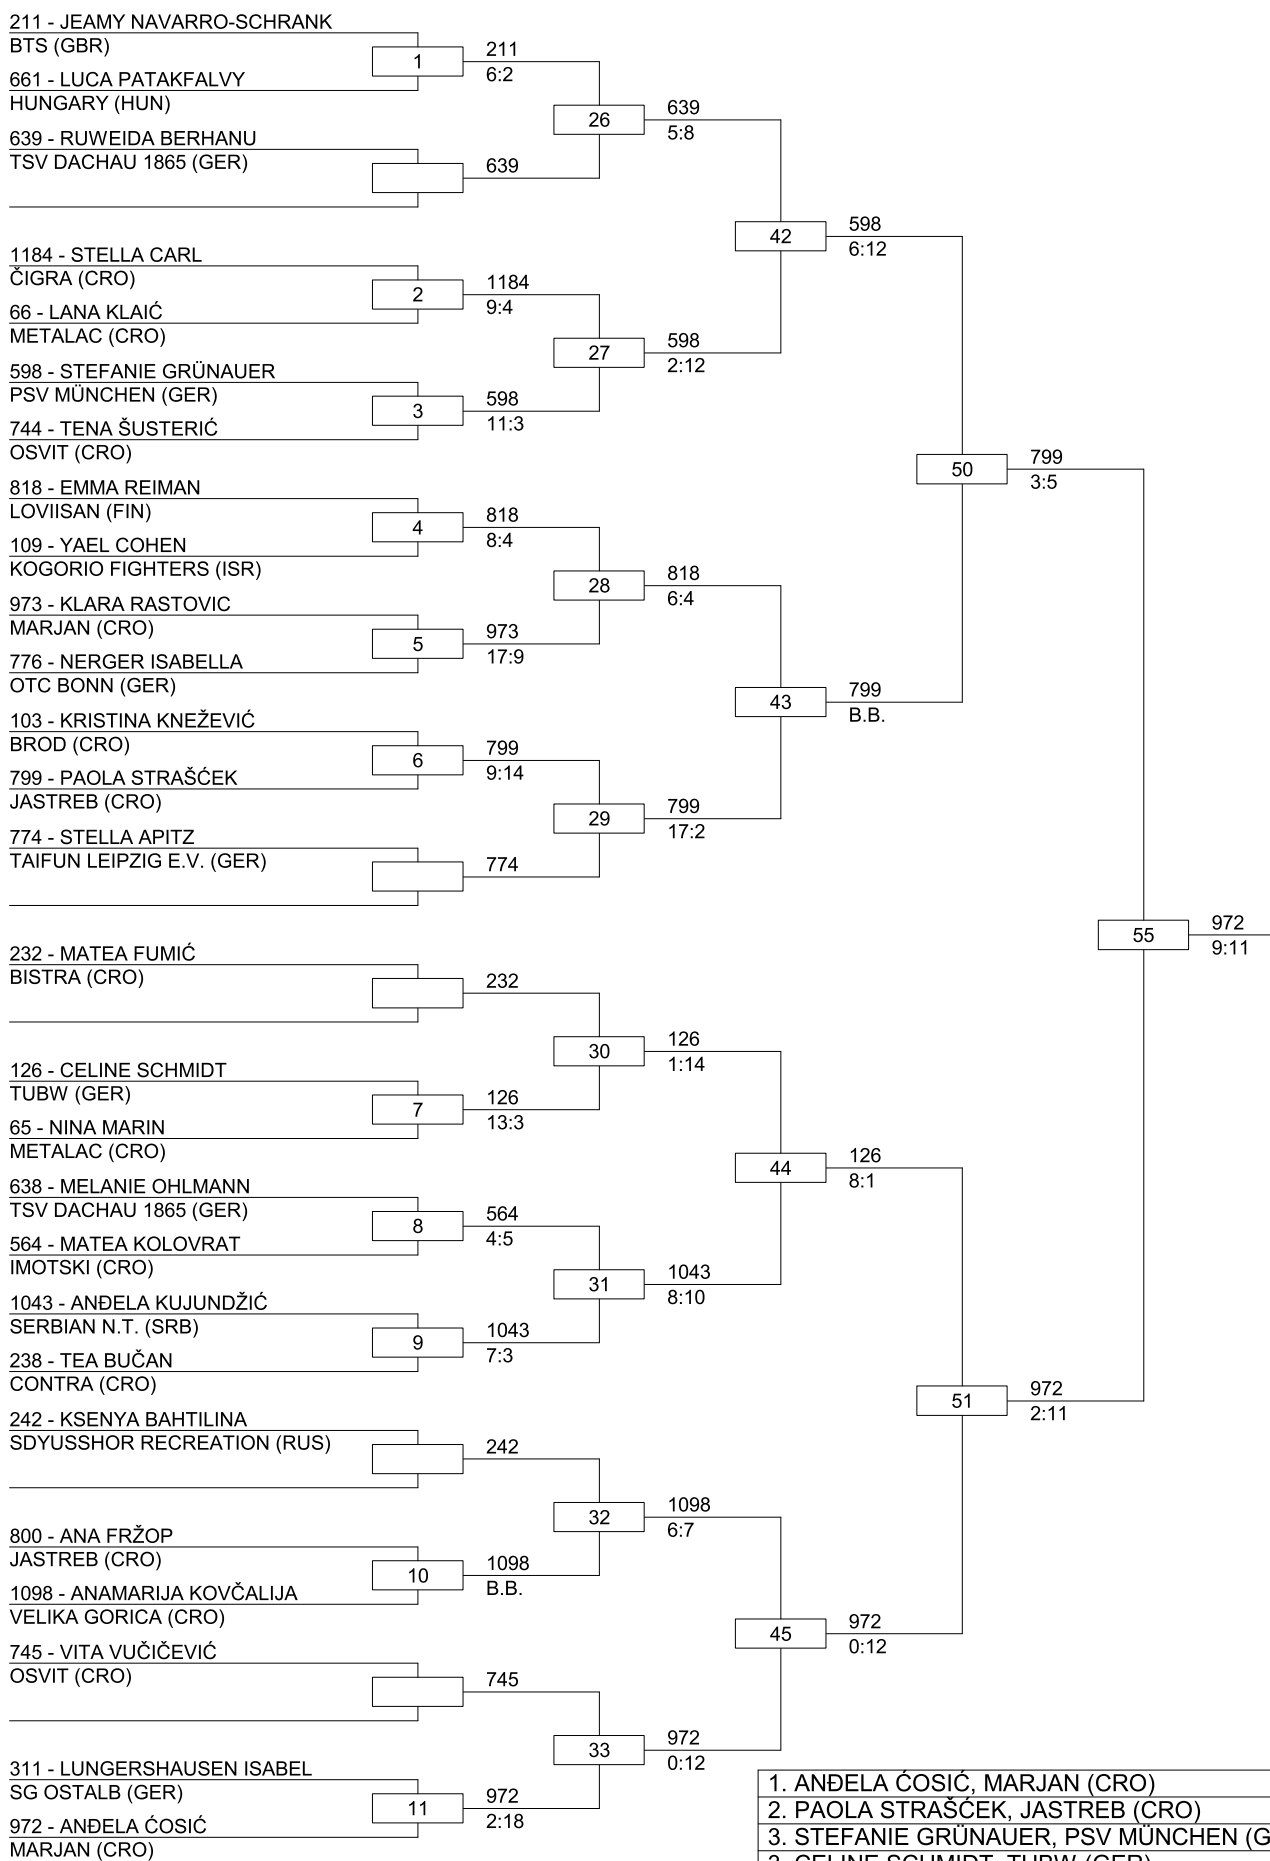 211 - JEAMY NAVARRO-SCHRANK
BTS (GBR)
1
211
6:2
661 - LUCA PATAKFALVY
HUNGARY (HUN)
26
639
5:8
639 - RUWEIDA BERHANU
TSV DACHAU 1865 (GER)
639
42
598
6:12
1184 - STELLA CARL
ČIGRA (CRO)
2
1184
9:4
66 - LANA KLAIĆ
METALAC (CRO)
27
598
2:12
598 - STEFANIE GRÜNAUER
PSV MÜNCHEN (GER)
3
598
11:3
744 - TENA ŠUSTERIĆ
OSVIT (CRO)
50
799
3:5
818 - EMMA REIMAN
LOVIISAN (FIN)
4
818
8:4
109 - YAEL COHEN
KOGORIO FIGHTERS (ISR)
28
818
6:4
973 - KLARA RASTOVIC
MARJAN (CRO)
5
973
17:9
776 - NERGER ISABELLA
OTC BONN (GER)
43
799
B.B.
103 - KRISTINA KNEŽEVIĆ
BROD (CRO)
6
799
9:14
799 - PAOLA STRAŠĆEK
JASTREB (CRO)
29
799
17:2
774 - STELLA APITZ
TAIFUN LEIPZIG E.V. (GER)
774
55
972
9:11
232 - MATEA FUMIĆ
BISTRA (CRO)
232
30
126
1:14
126 - CELINE SCHMIDT
TUBW (GER)
7
126
13:3
65 - NINA MARIN
METALAC (CRO)
44
126
8:1
638 - MELANIE OHLMANN
TSV DACHAU 1865 (GER)
8
564
4:5
564 - MATEA KOLOVRAT
IMOTSKI (CRO)
31
1043
8:10
1043 - ANĐELA KUJUNDŽIĆ
SERBIAN N.T. (SRB)
9
1043
7:3
238 - TEA BUČAN
CONTRA (CRO)
51
972
2:11
242 - KSENYA BAHTILINA
SDYUSSHOR RECREATION (RUS)
242
32
1098
6:7
800 - ANA FRŽOP
JASTREB (CRO)
10
1098
B.B.
1098 - ANAMARIJA KOVČALIJA
VELIKA GORICA (CRO)
45
972
0:12
745 - VITA VUČIČEVIĆ
OSVIT (CRO)
745
33
972
0:12
311 - LUNGERSHAUSEN ISABEL
SG OSTALB (GER)
11
972
2:18
972 - ANĐELA ĆOSIĆ
MARJAN (CRO)
1. ANĐELA ĆOSIĆ, MARJAN (CRO)
2. PAOLA STRAŠĆEK, JASTREB (CRO)
3. STEFANIE GRÜNAUER, PSV MÜNCHEN (G
3. CELINE SCHMIDT, TUBW (GER)